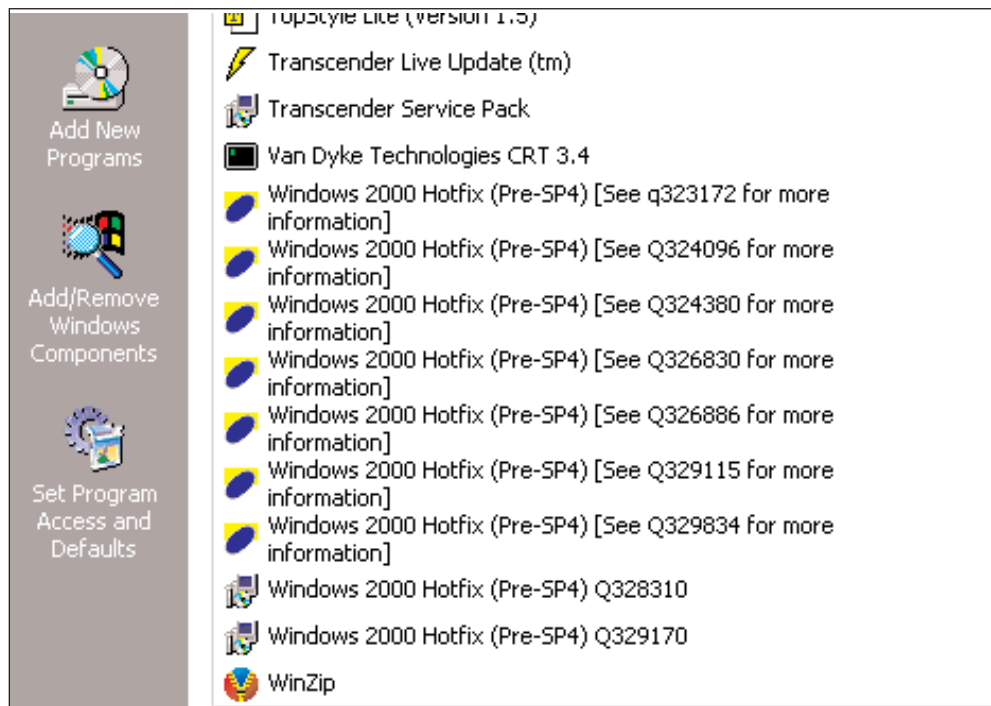 Add New
Programs
Add/Remove
Windows
Components
Set Program
Access and
Defaults
TopStyle Lite (Version 1.5)
Transcender Live Update (tm)
Transcender Service Pack
Van Dyke Technologies CRT 3.4
Windows 2000 Hotfix (Pre-SP4) [See q323172 for more
information]
Windows 2000 Hotfix (Pre-SP4) [See Q324096 for more
information]
Windows 2000 Hotfix (Pre-SP4) [See Q324380 for more
information]
Windows 2000 Hotfix (Pre-SP4) [See Q326830 for more
information]
Windows 2000 Hotfix (Pre-SP4) [See Q326886 for more
information]
Windows 2000 Hotfix (Pre-SP4) [See Q329115 for more
information]
Windows 2000 Hotfix (Pre-SP4) [See Q329834 for more
information]
Windows 2000 Hotfix (Pre-SP4) Q328310
Windows 2000 Hotfix (Pre-SP4) Q329170
WinZip